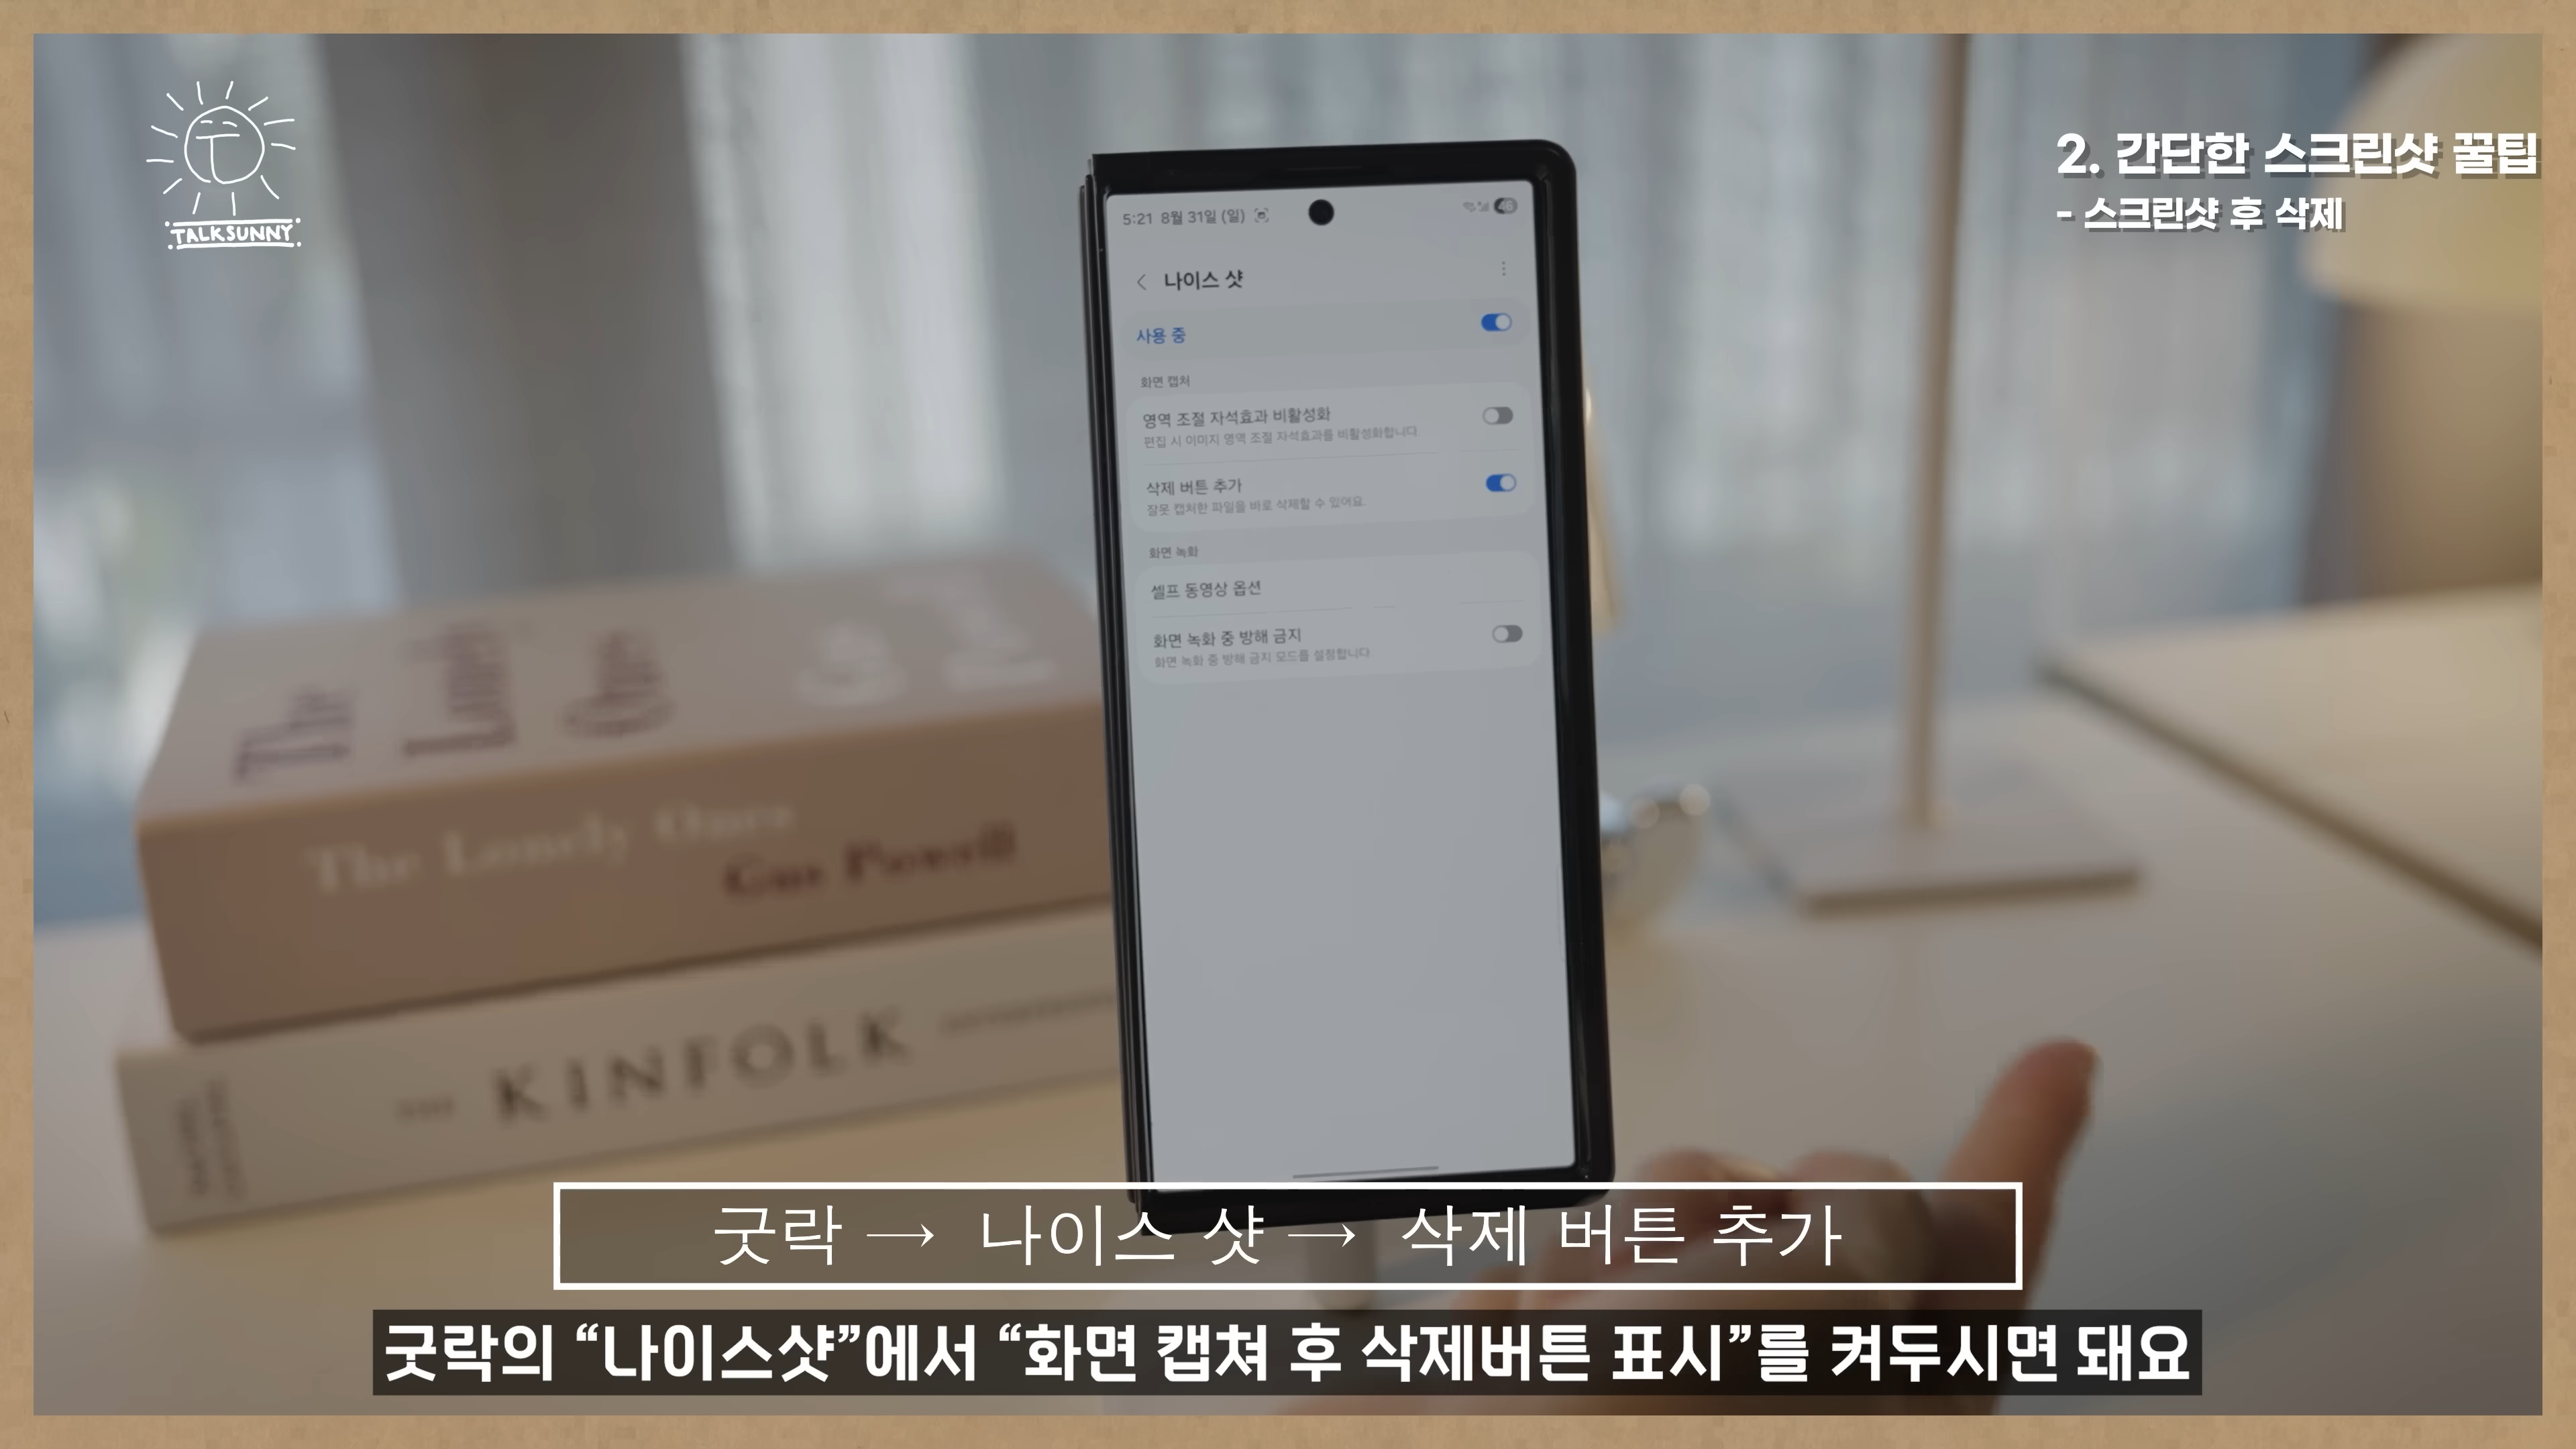 TALKSUNNY
2. 간단한 스크린샷 꿀팁
- 스크린샷 후 삭제
5:21 8월 31일 (일)
나이스 샷
사용 중
화면 캡처
영역 조절 자석효과 비활성화
편집 시 이미지 영역 조절 자석효과를 비활성화합니다.
삭제 버튼 추가
잘못 캡처한 파일을 바로 삭제할 수 있어요.
화면 녹화
셀프 동영상 옵션
화면 녹화 중 방해 금지
화면 녹화 중 방해 금지 모드를 설정합니다
The Lonely Ones
The Lonely Ones
Gus Powell
KINFOLK
굿락 → 나이스 샷 → 삭제 버튼 추가
굿락의 “나이스샷”에서 “화면 캡쳐 후 삭제버튼 표시”를 켜두시면 돼요